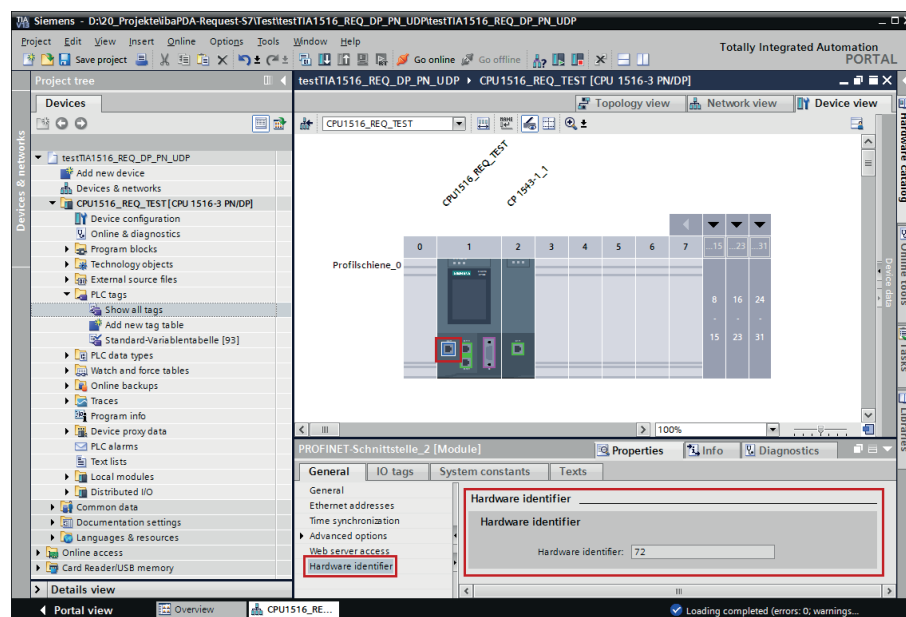 Siemens - D:\20_Projekte\ibaPDA-Request-S7\Test\testTIA1516_REQ_DP_PN_UDP\testTIA1516_REQ_DP_PN_UDP
Project Edit View Insert Online Options Tools Window Help
Totally Integrated Automation
PORTAL
Save project
Go online
Go offline
Project tree
testTIA1516_REQ_DP_PN_UDP
CPU1516_REQ_TEST [CPU 1516-3 PN/DP]
Devices
Topology view
Network view
Device view
CPU1516_REQ_TEST
Devices & networks
testTIA1516_REQ_DP_PN_UDP
Add new device
Devices & networks
CPU1516_REQ_TEST [CPU 1516-3 PN/DP]
Device configuration
Online & diagnostics
Program blocks
Technology objects
External source files
PLC tags
Show all tags
Add new tag table
Standard-Variablentabelle [93]
PLC data types
Watch and force tables
Online backups
Traces
Program info
Device proxy data
PLC alarms
Text lists
Local modules
Distributed I/O
Common data
Documentation settings
Languages & resources
Online access
Card Reader/USB memory
Details view
CPU1516_REQ_TEST
CP 1543-1_1
0 1 2 3 4 5 6 7 ...15 ...23 ...31
Profilschiene_0
SIEMENS
8 16 24
- - -
15 23 31
Device data
100%
Hardware catalog
Online tools
Tasks
Libraries
PROFINET-Schnittstelle_2 [Module]
Properties
Info
Diagnostics
General
IO tags
System constants
Texts
General
Ethernet addresses
Time synchronization
Advanced options
Web server access
Hardware identifier
Hardware identifier
Hardware identifier
Hardware identifier: 72
Portal view
Overview
CPU1516_RE...
Loading completed (errors: 0; warnings...